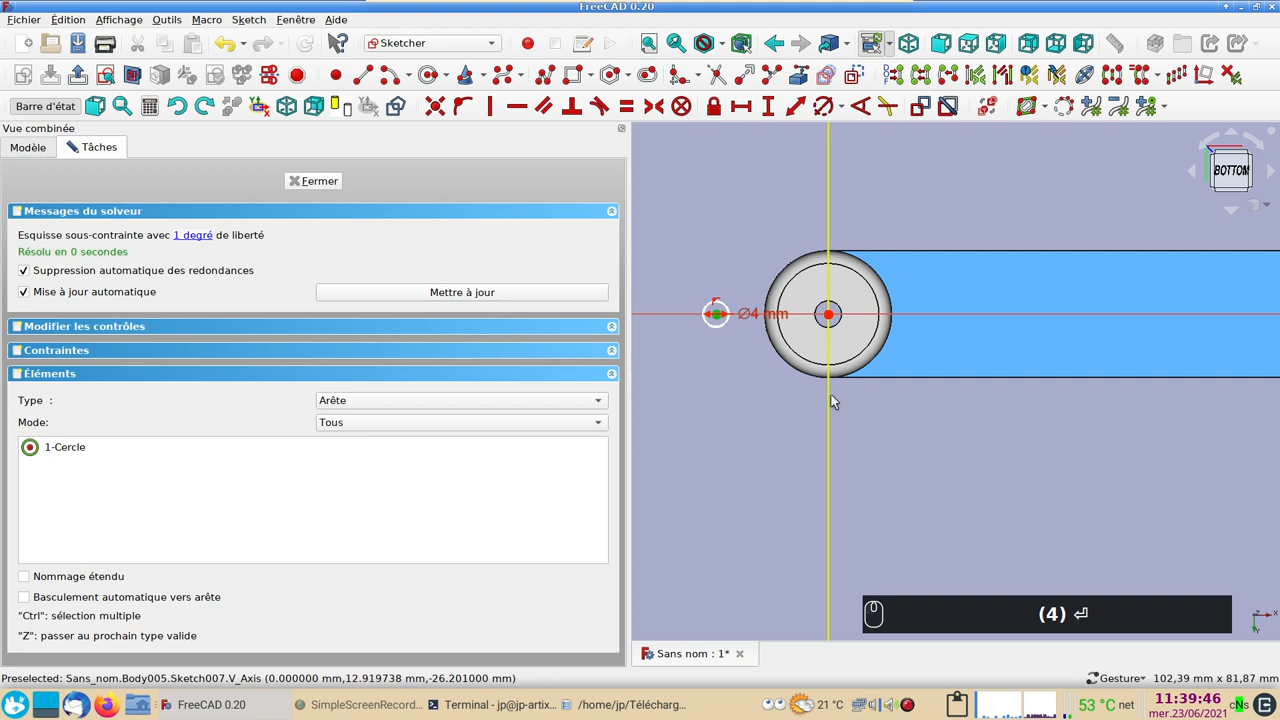 FreeCAD 0.20
Fichier Édition Affichage Outils Macro Sketch Fenêtre Aide
Sketcher
Barre d'état
Vue combinée
Modèle Tâches
Fermer
Messages du solveur
Esquisse sous-contrainte avec 1 degré de liberté
Résolu en 0 secondes
Suppression automatique des redondances
Mise à jour automatique
Mettre à jour
Modifier les contrôles
Contraintes
Éléments
Type :
Arête
Mode:
Tous
1-Cercle
Nommage étendu
Basculement automatique vers arête
"Ctrl": sélection multiple
"Z": passer au prochain type valide
BOTTOM
∅4 mm
(4) ⏎
Sans nom : 1*
Preselected: Sans_nom.Body005.Sketch007.V_Axis (0.000000 mm,12.919738 mm,-26.201000 mm)
Gesture
102,39 mm x 81,87 mm
FreeCAD 0.20
SimpleScreenRecord...
Terminal - jp@jp-artix...
/home/jp/Télécharg...
21 °C
53 °C net
11:39:46
mer.23/06/2021